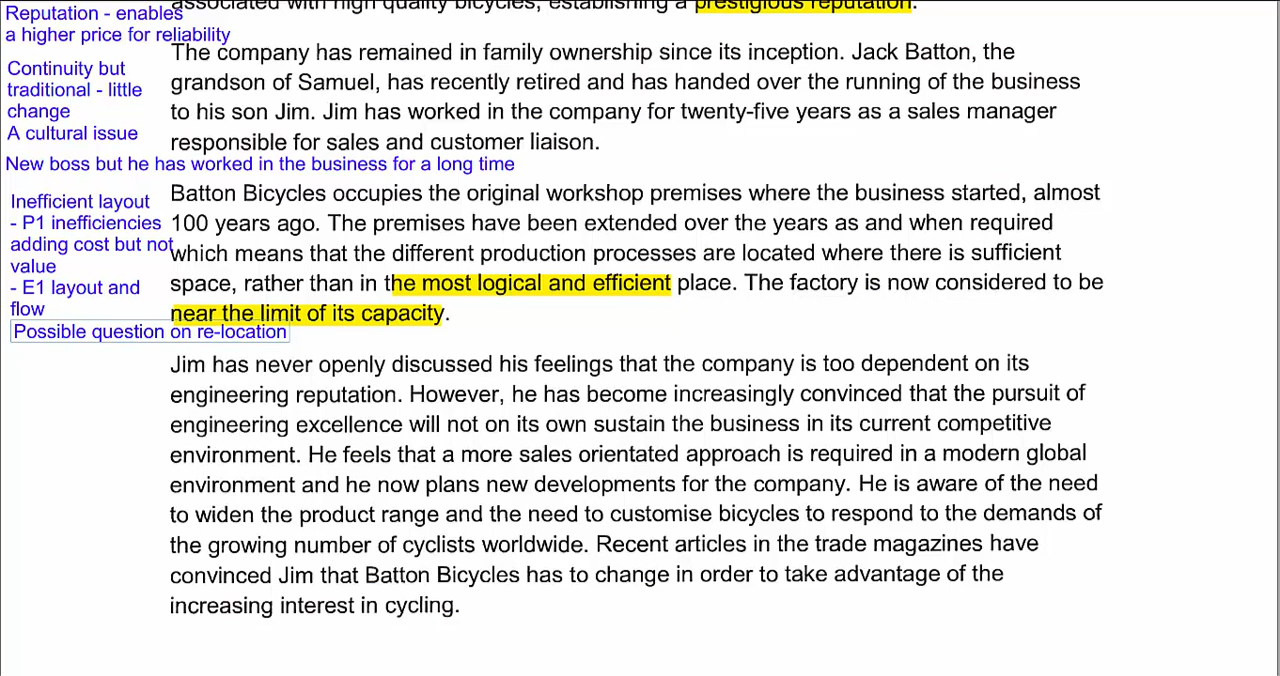 Reputation - enables
a higher price for reliability
associated with high quality bicycles, establishing a prestigious reputation.
The company has remained in family ownership since its inception. Jack Batton, the
grandson of Samuel, has recently retired and has handed over the running of the business
to his son Jim. Jim has worked in the company for twenty-five years as a sales manager
responsible for sales and customer liaison.
Continuity but
traditional - little
change
A cultural issue
New boss but he has worked in the business for a long time
Batton Bicycles occupies the original workshop premises where the business started, almost
100 years ago. The premises have been extended over the years as and when required
which means that the different production processes are located where there is sufficient
space, rather than in the most logical and efficient place. The factory is now considered to be
near the limit of its capacity.
Inefficient layout
- P1 inefficiencies
adding cost but not
value
- E1 layout and
flow
Possible question on re-location
Jim has never openly discussed his feelings that the company is too dependent on its
engineering reputation. However, he has become increasingly convinced that the pursuit of
engineering excellence will not on its own sustain the business in its current competitive
environment. He feels that a more sales orientated approach is required in a modern global
environment and he now plans new developments for the company. He is aware of the need
to widen the product range and the need to customise bicycles to respond to the demands of
the growing number of cyclists worldwide. Recent articles in the trade magazines have
convinced Jim that Batton Bicycles has to change in order to take advantage of the
increasing interest in cycling.